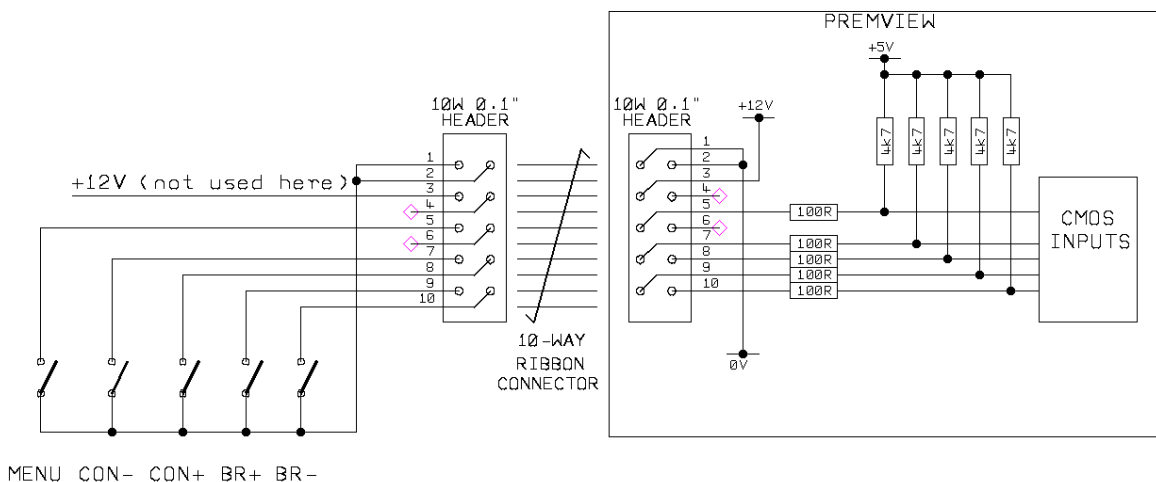 PREMVIEW
+5V
10W 0.1"
HEADER
10W 0.1"
HEADER
+12V
4k7
4k7
4k7
4k7
4k7
1
2
3
4
5
6
7
8
9
10
+12V (not used here)
1
2
3
4
5
6
7
8
9
10
100R
100R
100R
100R
100R
CMOS
INPUTS
10-WAY
RIBBON
CONNECTOR
0V
MENU CON- CON+ BR+ BR-